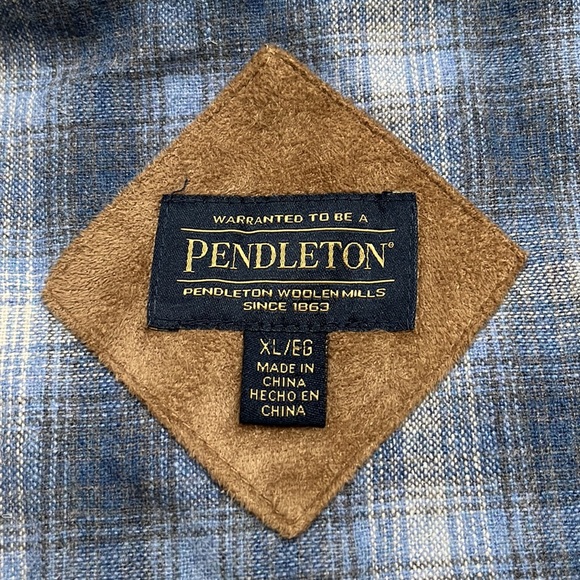 WARRANTED TO BE A
PENDLETON®
PENDLETON WOOLEN MILLS
SINCE 1863
XL/EG
MADE IN
CHINA
HECHO EN
CHINA